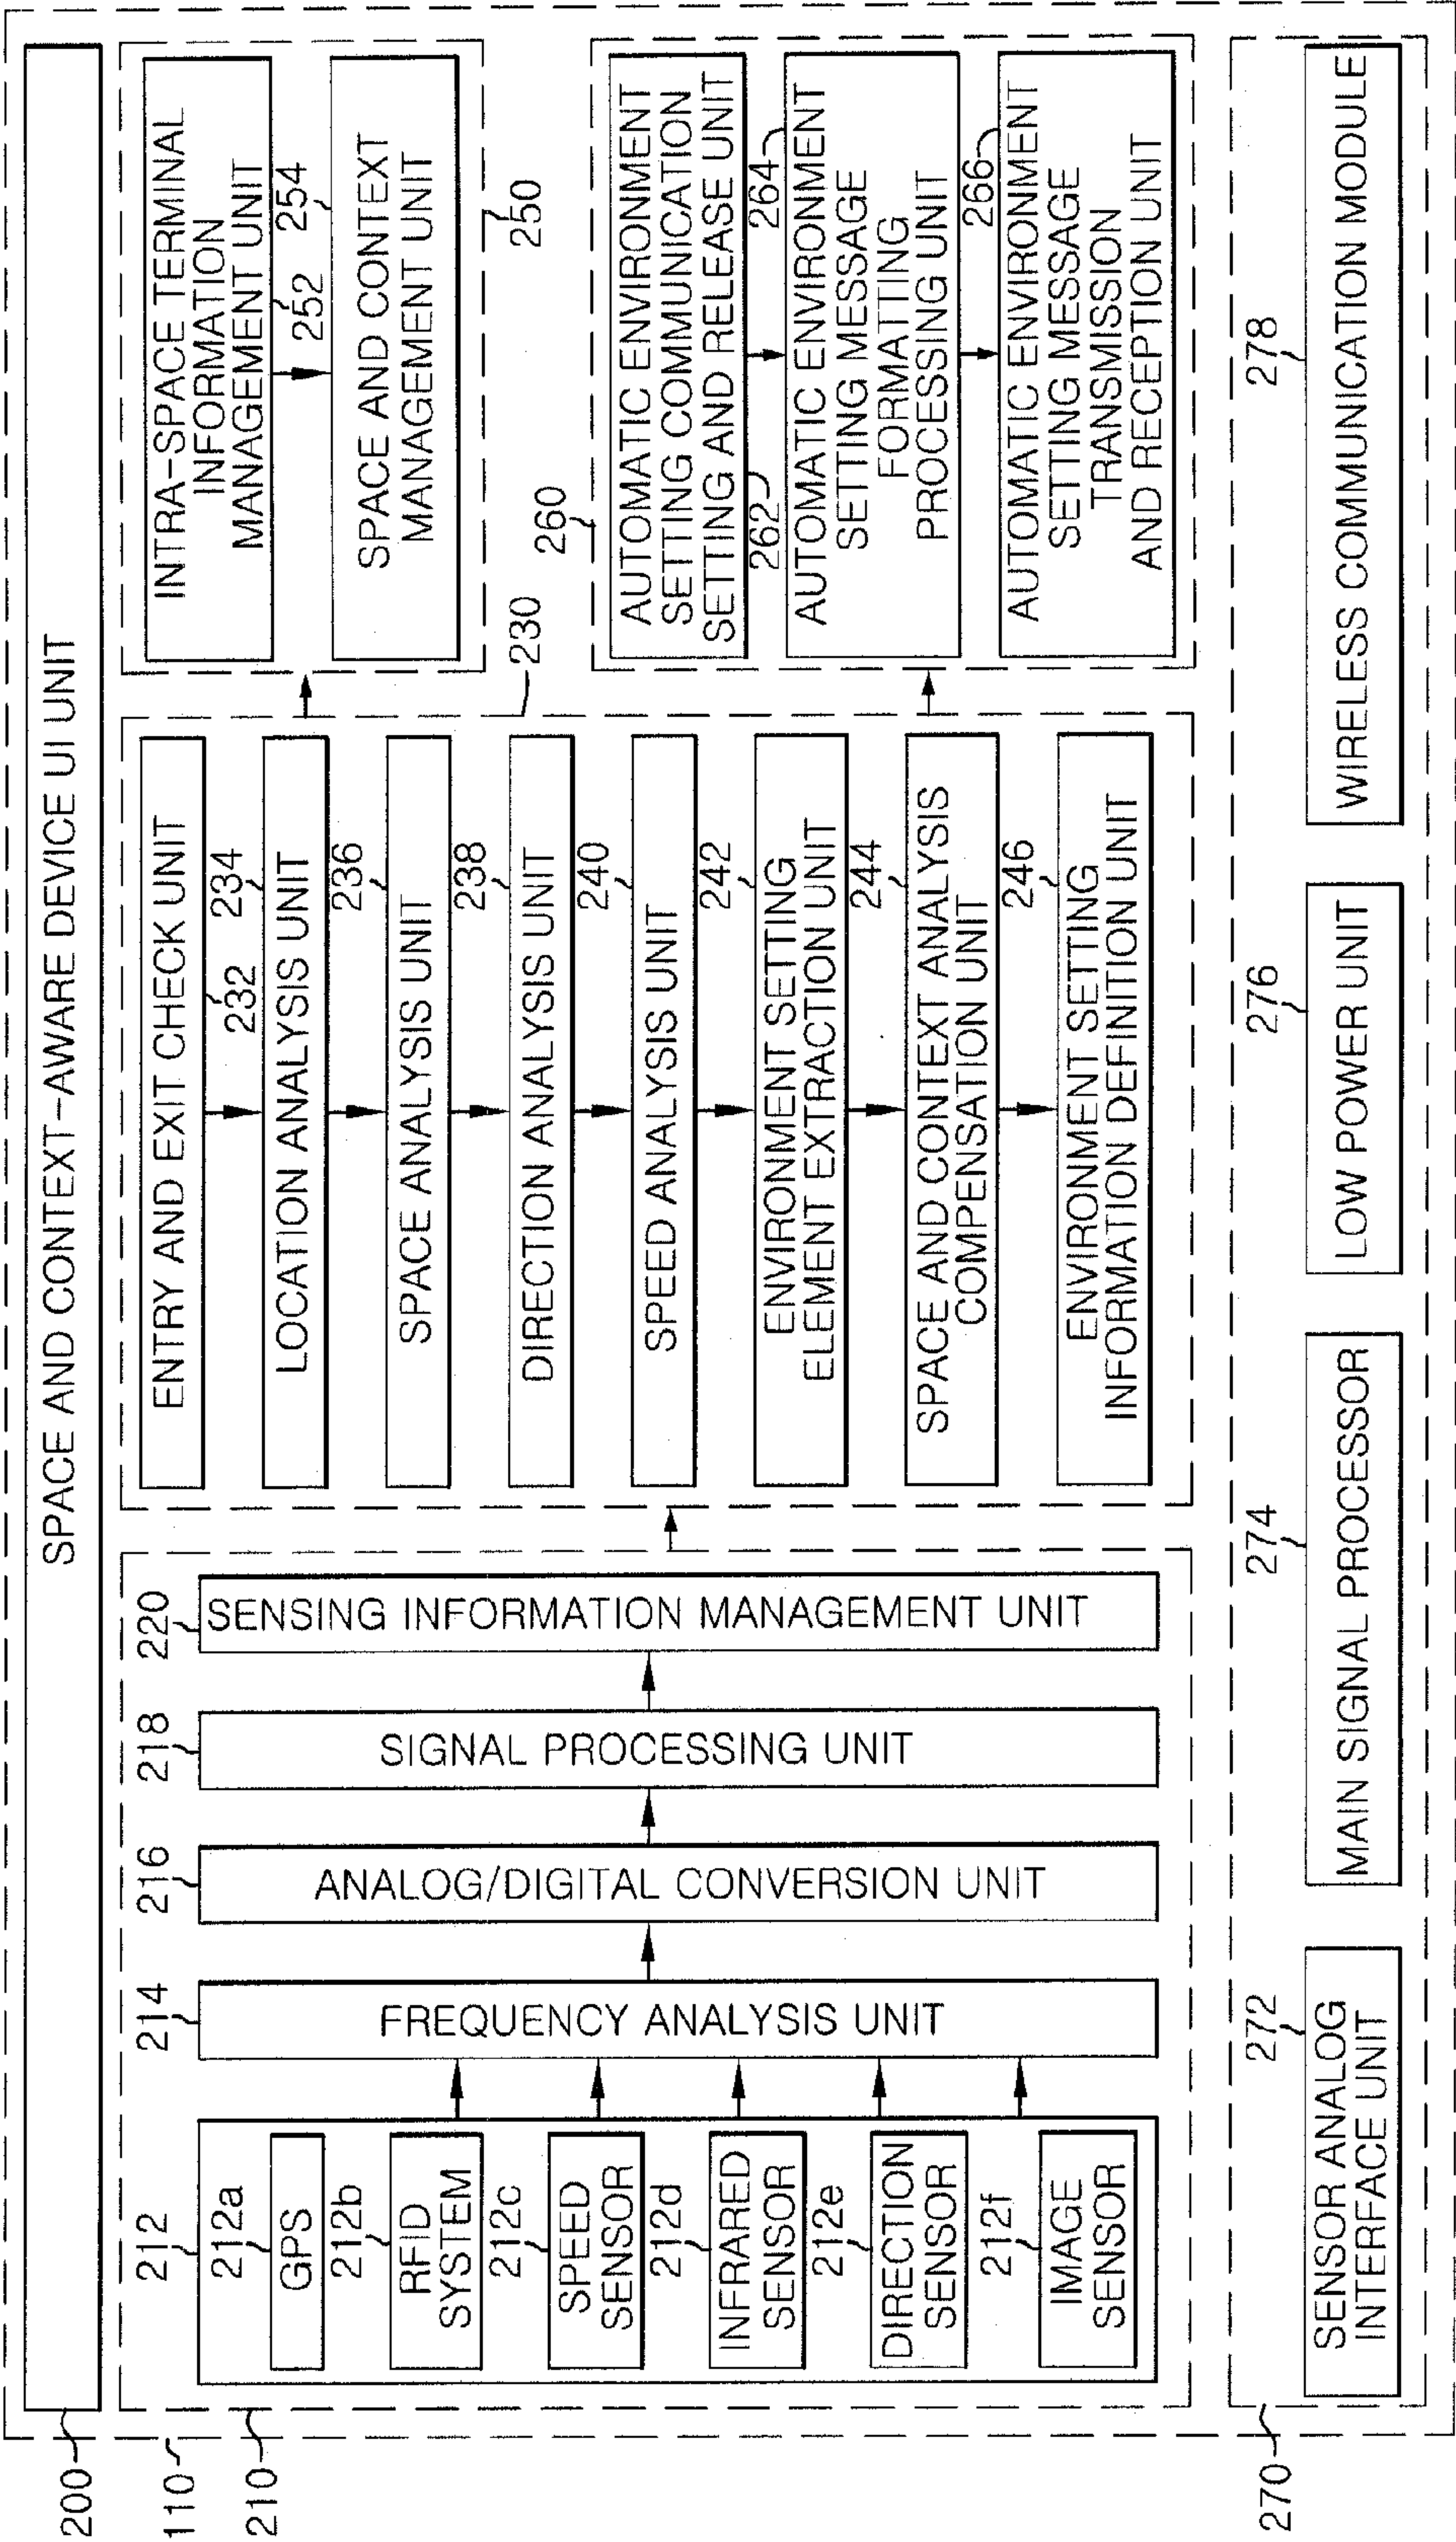 200
SPACE AND CONTEXT-AWARE DEVICE UI UNIT
110
210
212
212a
GPS
212b
RFID
SYSTEM
212c
SPEED
SENSOR
212d
INFRARED
SENSOR
212e
DIRECTION
SENSOR
212f
IMAGE
SENSOR
214
FREQUENCY ANALYSIS UNIT
216
ANALOG/DIGITAL CONVERSION UNIT
218
SIGNAL PROCESSING UNIT
220
SENSING INFORMATION MANAGEMENT UNIT
230
ENTRY AND EXIT CHECK UNIT
232
234
LOCATION ANALYSIS UNIT
236
SPACE ANALYSIS UNIT
238
DIRECTION ANALYSIS UNIT
240
SPEED ANALYSIS UNIT
242
ENVIRONMENT SETTING
ELEMENT EXTRACTION UNIT
244
SPACE AND CONTEXT ANALYSIS
COMPENSATION UNIT
246
ENVIRONMENT SETTING
INFORMATION DEFINITION UNIT
INTRA-SPACE TERMINAL
INFORMATION
MANAGEMENT UNIT
252
254
SPACE AND CONTEXT
MANAGEMENT UNIT
250
260
AUTOMATIC ENVIRONMENT
SETTING COMMUNICATION
SETTING AND RELEASE UNIT
262
264
AUTOMATIC ENVIRONMENT
SETTING MESSAGE
FORMATTING
PROCESSING UNIT
266
AUTOMATIC ENVIRONMENT
SETTING MESSAGE
TRANSMISSION
AND RECEPTION UNIT
270
272
SENSOR ANALOG
INTERFACE UNIT
274
MAIN SIGNAL PROCESSOR
276
LOW POWER UNIT
278
WIRELESS COMMUNICATION MODULE